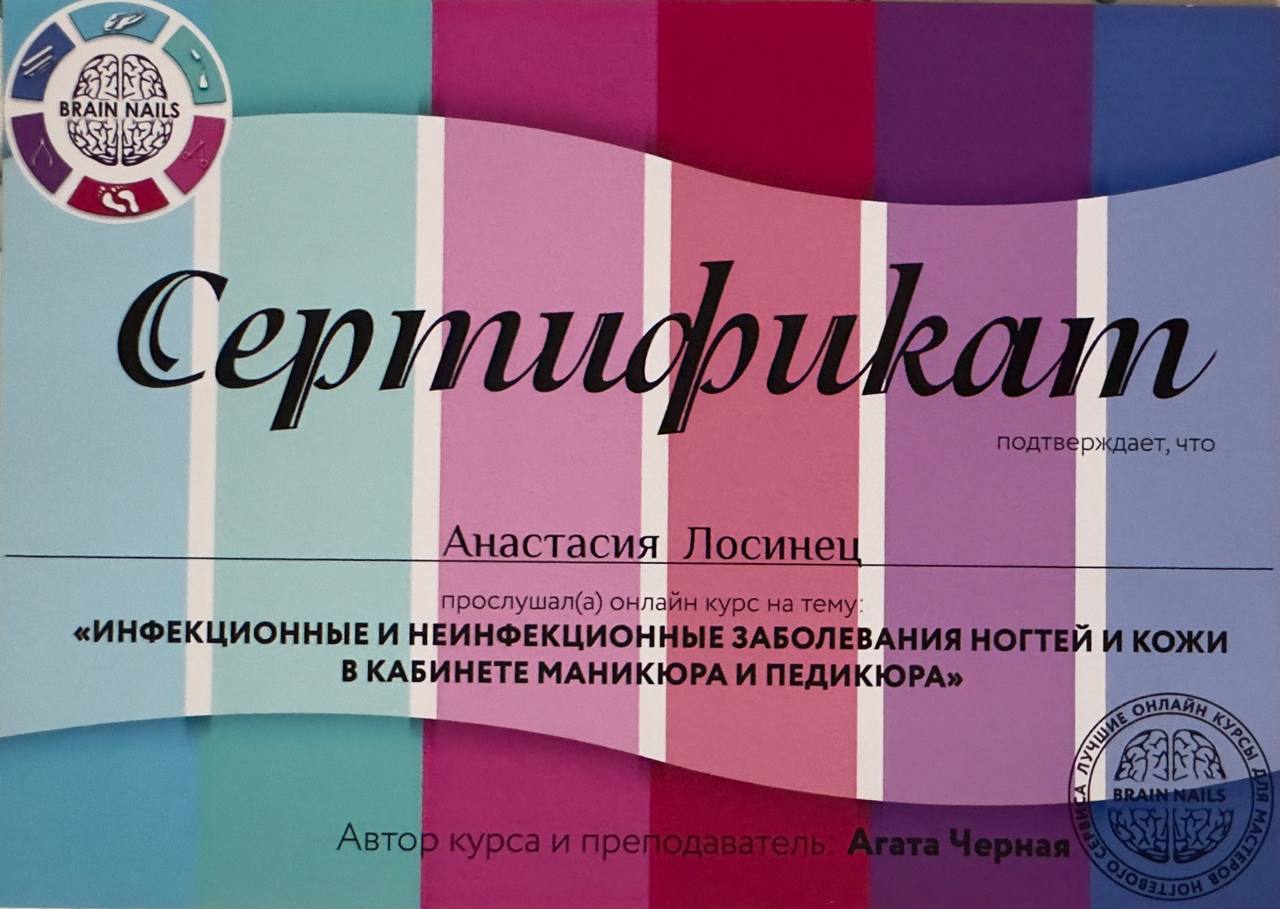 BRAIN NAILS
Сертификат
подтверждает, что
Анастасия Лосинец
прослушал(а) онлайн курс на тему:
«ИНФЕКЦИОННЫЕ И НЕИНФЕКЦИОННЫЕ ЗАБОЛЕВАНИЯ НОГТЕЙ И КОЖИ
В КАБИНЕТЕ МАНИКЮРА И ПЕДИКЮРА»
Автор курса и преподаватель: Агата Черная
ЛУЧШИЕ ОНЛАЙН КУРСЫ ДЛЯ МАСТЕРОВ НОГТЕВОГО СЕРВИСА
BRAIN NAILS